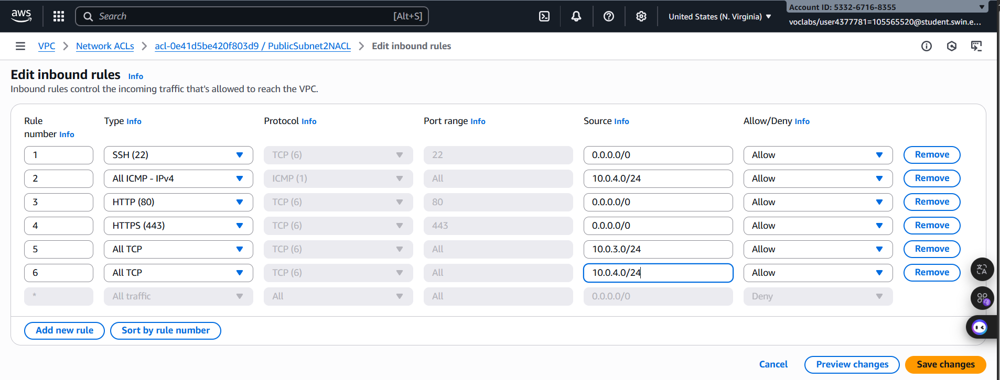 aws
Search [Alt+S]
United States (N. Virginia)
Account ID: 5332-6716-8355
voclabs/user4377781=105565520@student.swin.e...
VPC > Network ACLs > acl-0e41d5be420f803d9 / PublicSubnet2NACL > Edit inbound rules
Edit inbound rules Info
Inbound rules control the incoming traffic that's allowed to reach the VPC.
Rule number Info Type Info Protocol Info Port range Info Source Info Allow/Deny Info
1 SSH (22) TCP (6) 22 0.0.0.0/0 Allow Remove
2 All ICMP - IPv4 ICMP (1) All 10.0.4.0/24 Allow Remove
3 HTTP (80) TCP (6) 80 0.0.0.0/0 Allow Remove
4 HTTPS (443) TCP (6) 443 0.0.0.0/0 Allow Remove
5 All TCP TCP (6) All 10.0.3.0/24 Allow Remove
6 All TCP TCP (6) All 10.0.4.0/24 Allow Remove
* All traffic All All 0.0.0.0/0 Deny
Add new rule Sort by rule number
Cancel Preview changes Save changes